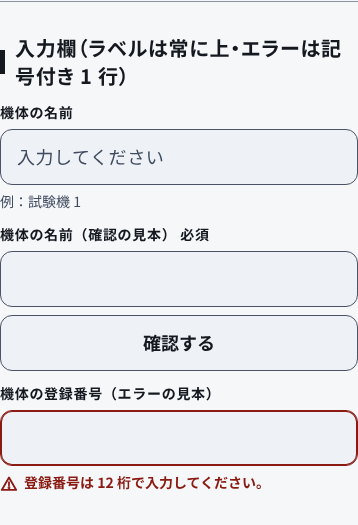 入力欄（ラベルは常に上・エラーは記
号付き 1 行）
機体の名前
入力してください
例：試験機 1
機体の名前（確認の見本） 必須
確認する
機体の登録番号（エラーの見本）
登録番号は 12 桁で入力してください。